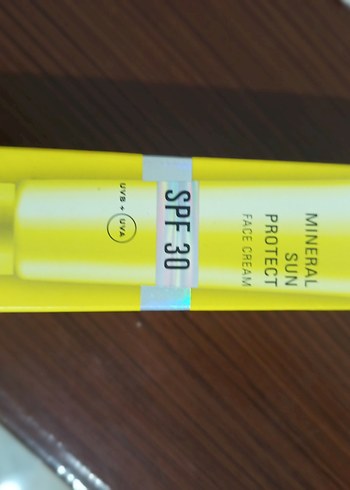 MINERAL
SUN
PROTECT
FACE CREAM
SPF 30
UVB + UVA